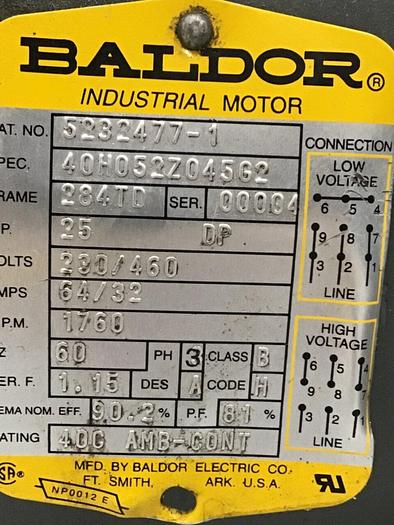 BALDOR®
INDUSTRIAL MOTOR
AT. NO. 5232477-1
PEC. 40H052Z045G2
RAME 284TD SER. 00004
P. 25 DP
OLTS 230/460
MPS 64/32
P.M. 1760
Z 60 PH 3 CLASS B
ER. F. 1.15 DES A CODE H
EMA NOM. EFF. 90.2 % P.F. 81 %
ATING 40C AMB-CONT
CONNECTION
LOW
VOLTAGE
6 5 4
9 8 7
3 2 1
LINE
HIGH
VOLTAGE
6 5 4
9 8 7
3 2 1
LINE
MFD. BY BALDOR ELECTRIC CO.
FT. SMITH, ARK. U.S.A.
NP0012 E